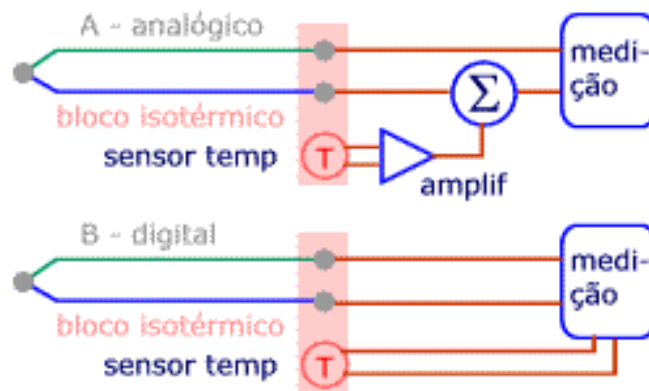 A - analógico
medi-
ção
Σ
bloco isotérmico
sensor temp
T
amplif
B - digital
medi-
ção
bloco isotérmico
sensor temp
T